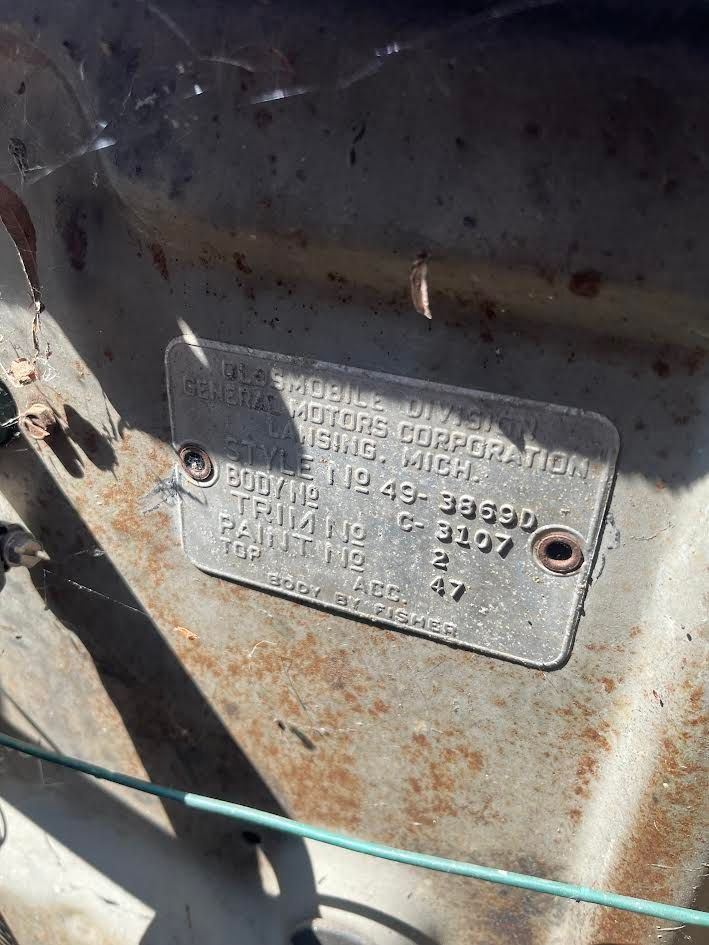 OLDSMOBILE DIVISION
GENERAL MOTORS CORPORATION
LANSING, MICH.
STYLE No 49-3869D
BODY No C-3107
TRIM No 2
PAINT No 47
TOP ACC.
BODY BY FISHER